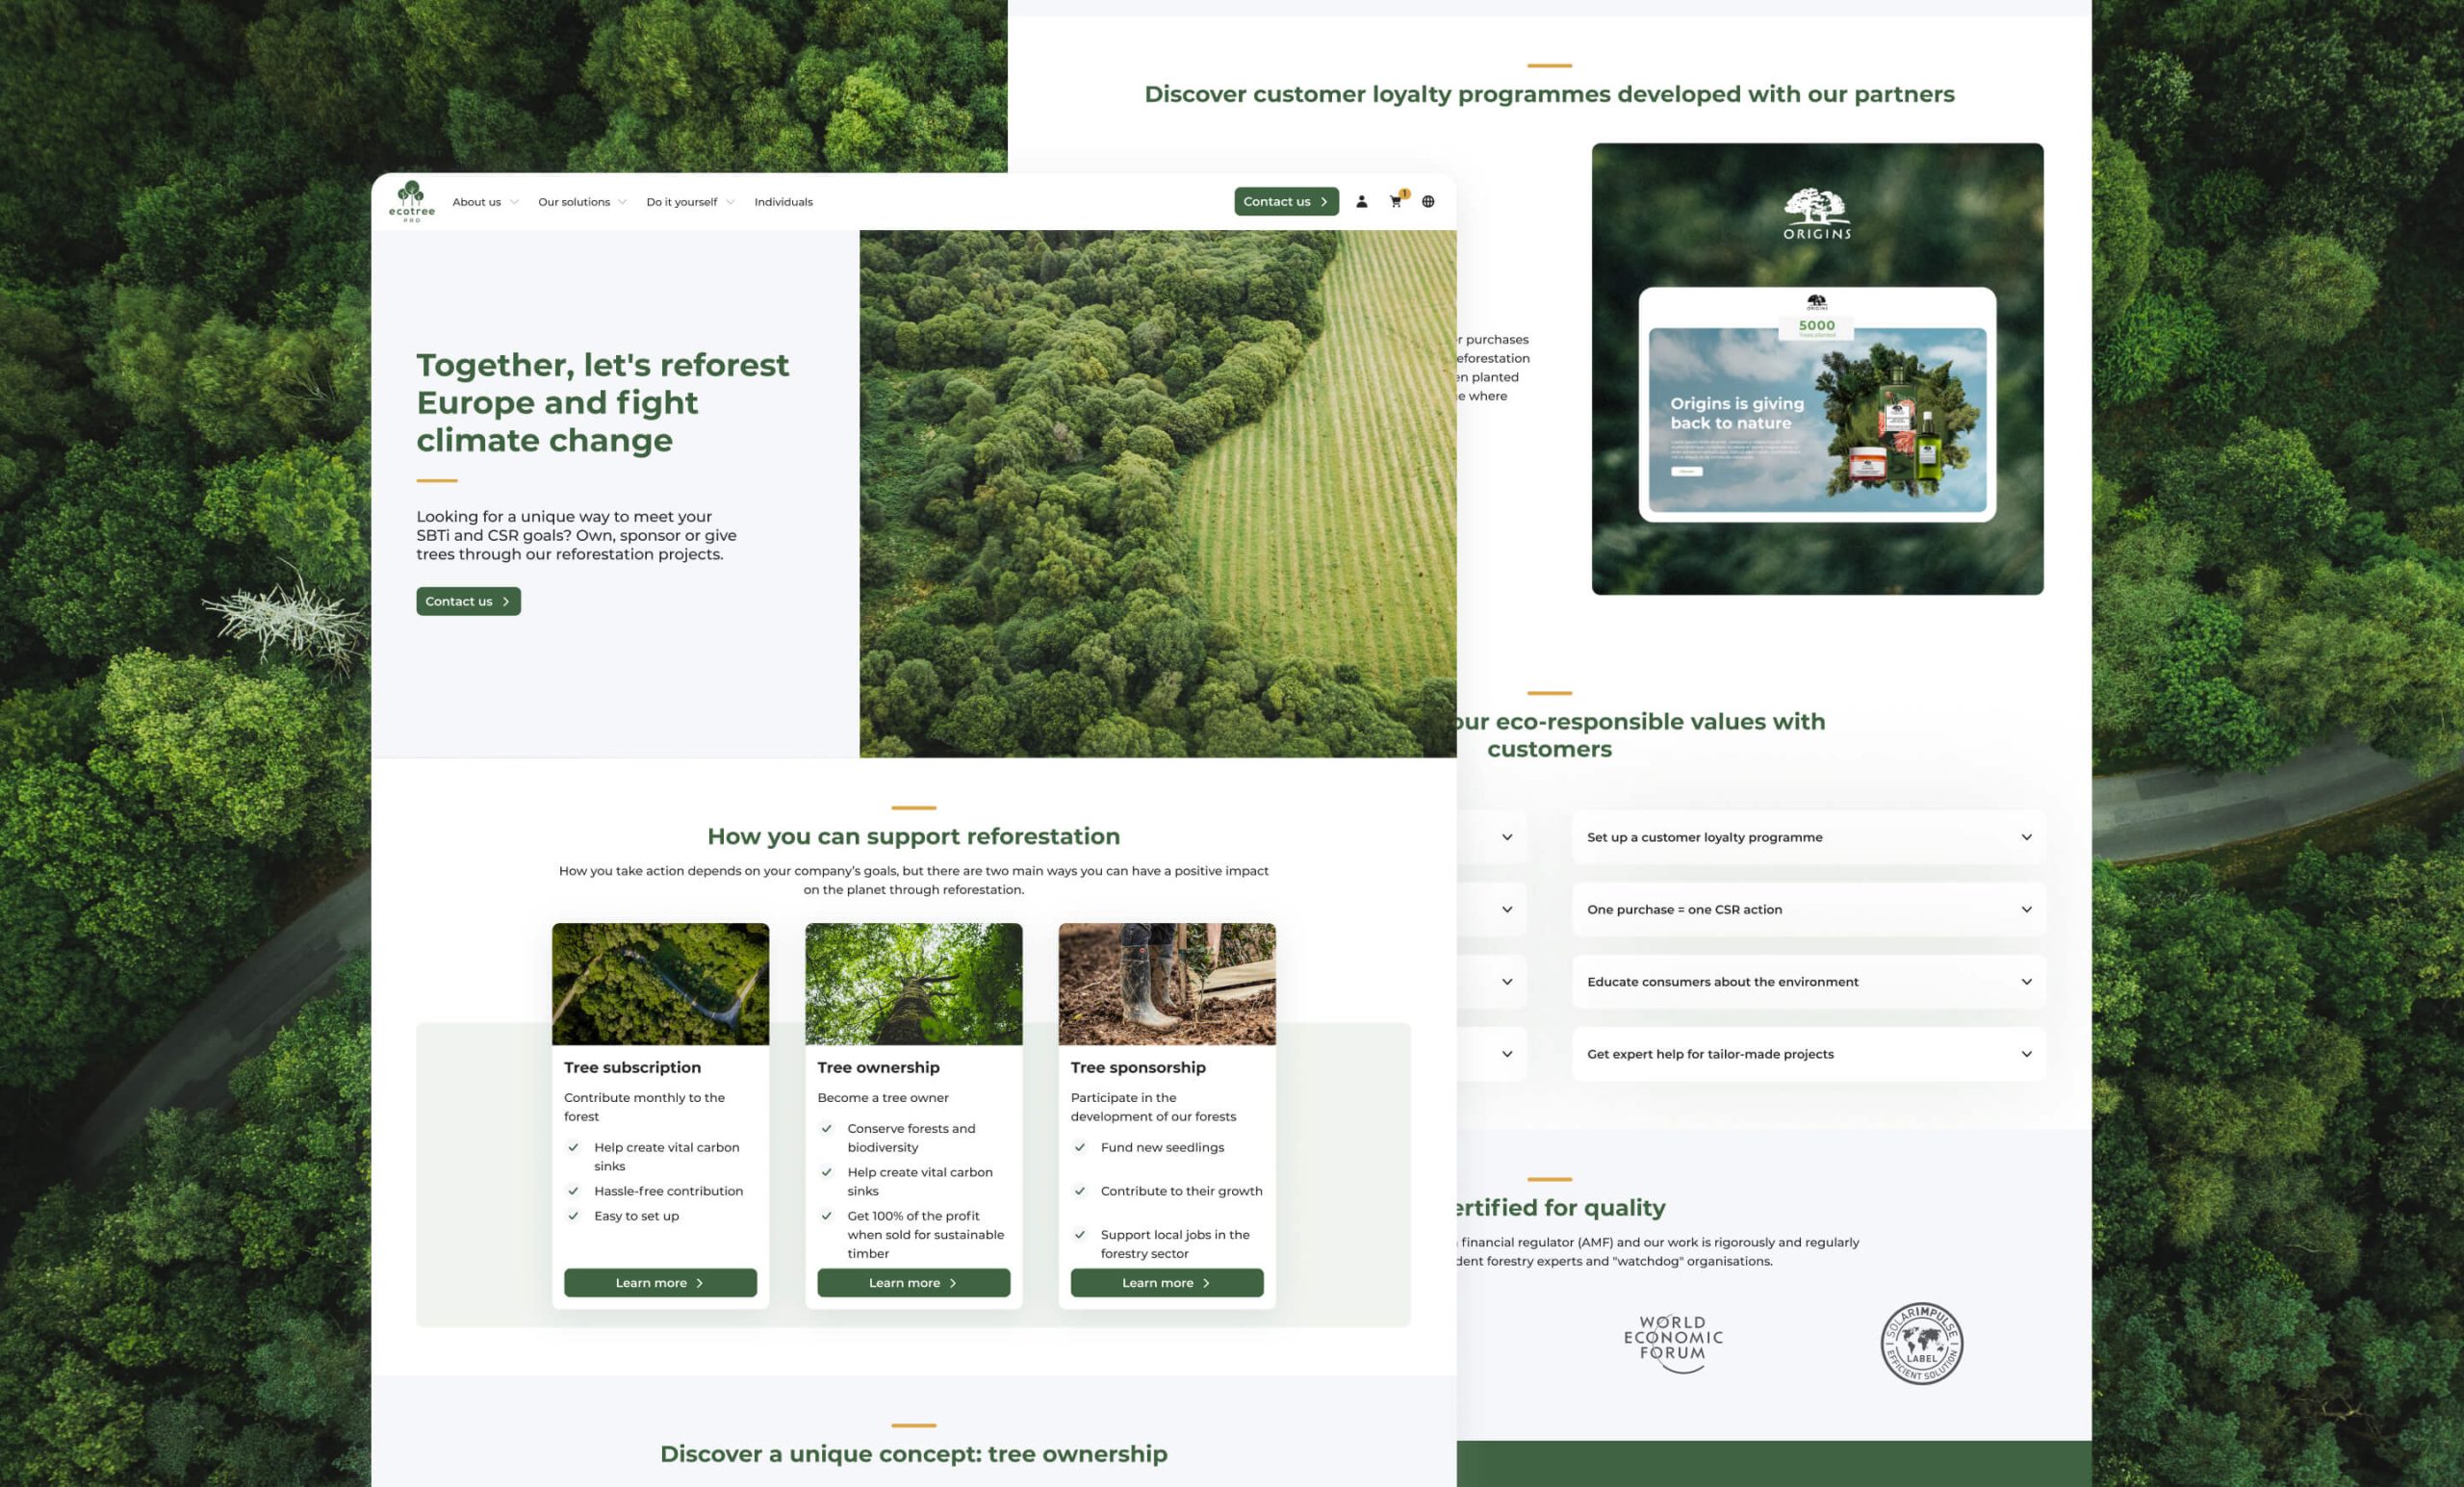 ecotree
PRO
About us
Our solutions
Do it yourself
Individuals
Contact us
1
Together, let's reforest
Europe and fight
climate change
Looking for a unique way to meet your
SBTi and CSR goals? Own, sponsor or give
trees through our reforestation projects.
Contact us
How you can support reforestation
How you take action depends on your company's goals, but there are two main ways you can have a positive impact
on the planet through reforestation.
Tree subscription
Contribute monthly to the
forest
Help create vital carbon
sinks
Hassle-free contribution
Easy to set up
Learn more
Tree ownership
Become a tree owner
Conserve forests and
biodiversity
Help create vital carbon
sinks
Get 100% of the profit
when sold for sustainable
timber
Learn more
Tree sponsorship
Participate in the
development of our forests
Fund new seedlings
Contribute to their growth
Support local jobs in the
forestry sector
Learn more
Discover a unique concept: tree ownership
Discover customer loyalty programmes developed with our partners
r purchases
eforestation
en planted
e where
ORIGINS
ORIGINS
5000
Trees planted
Origins is giving
back to nature
our eco-responsible values with
customers
Set up a customer loyalty programme
One purchase = one CSR action
Educate consumers about the environment
Get expert help for tailor-made projects
ertified for quality
financial regulator (AMF) and our work is rigorously and regularly
dent forestry experts and "watchdog" organisations.
WORLD
ECONOMIC
FORUM
SOLARIMPULSE
LABEL
EFFICIENT SOLUTION